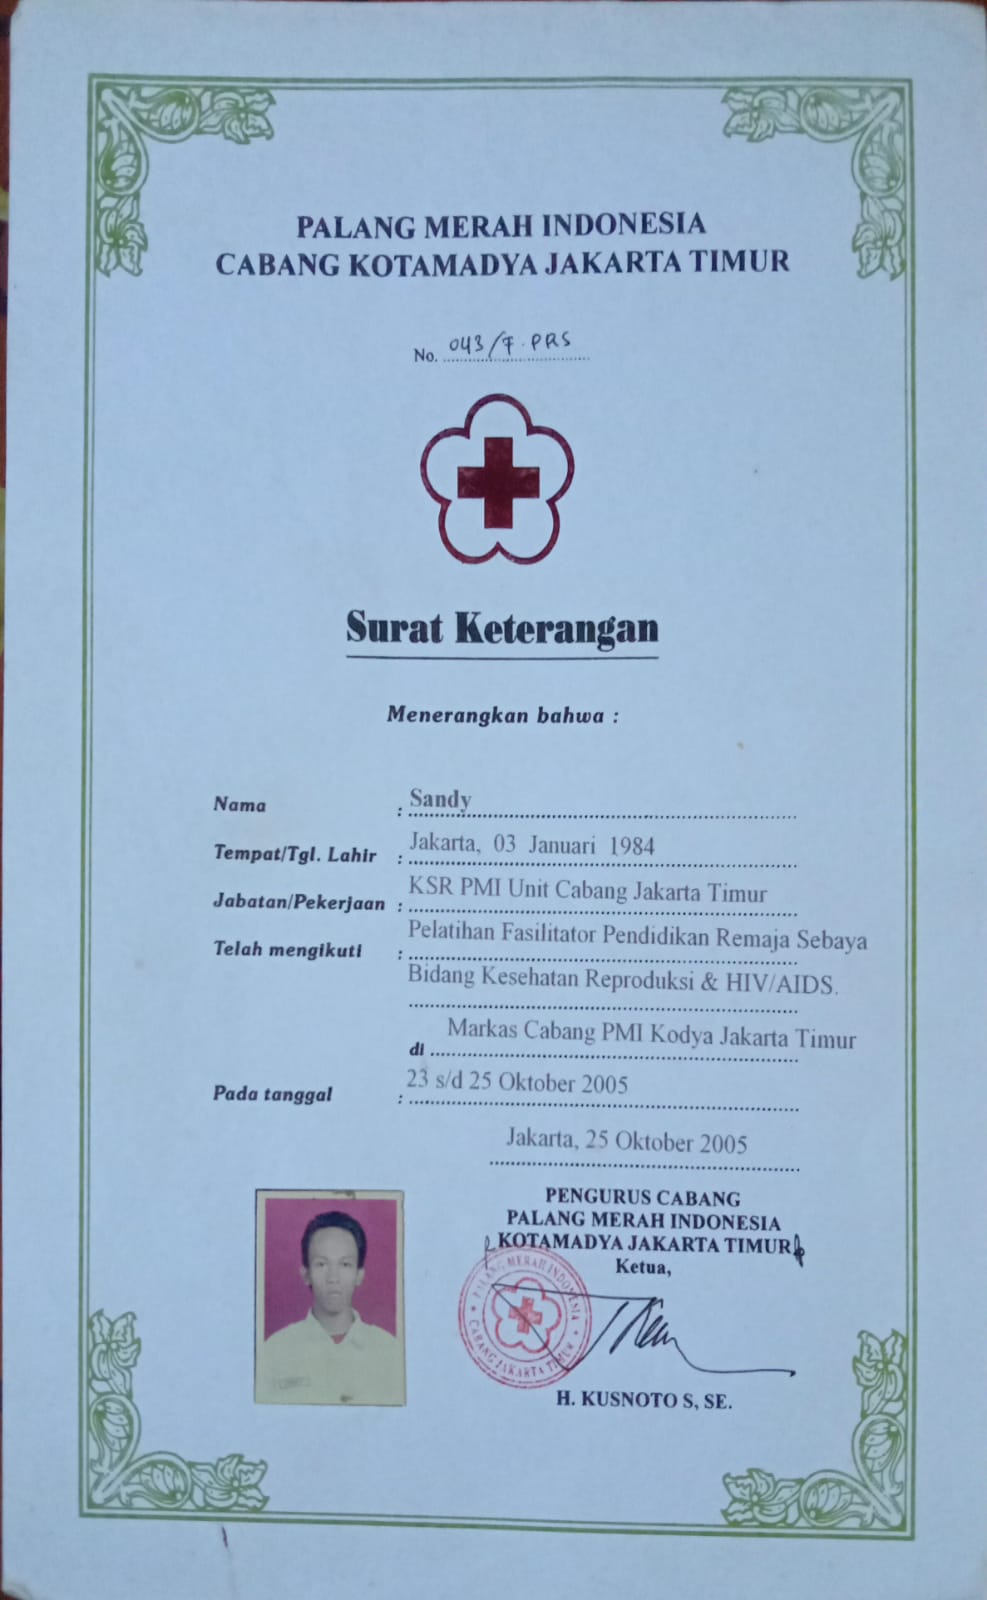 PALANG MERAH INDONESIA
CABANG KOTAMADYA JAKARTA TIMUR
No. 043/F.PRS
Surat Keterangan
Menerangkan bahwa :
Nama : Sandy
Tempat/Tgl. Lahir : Jakarta, 03 Januari 1984
Jabatan/Pekerjaan : KSR PMI Unit Cabang Jakarta Timur
Telah mengikuti : Pelatihan Fasilitator Pendidikan Remaja Sebaya
Bidang Kesehatan Reproduksi & HIV/AIDS.
di Markas Cabang PMI Kodya Jakarta Timur
Pada tanggal : 23 s/d 25 Oktober 2005
Jakarta, 25 Oktober 2005
PENGURUS CABANG
PALANG MERAH INDONESIA
KOTAMADYA JAKARTA TIMUR
Ketua,
PALANG MERAH INDONESIA
CABANG JAKARTA TIMUR
H. KUSNOTO S, SE.